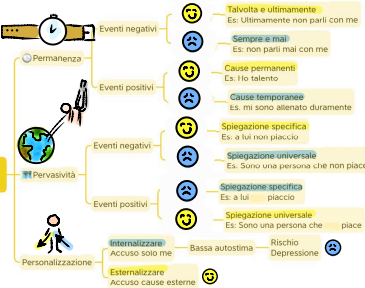 Eventi negativi
Talvolta e ultimamente
Es: Ultimamente non parli con me
Sempre e mai
Es: non parli mai con me
Permanenza
Eventi positivi
Cause permanenti
Es: Ho talento
Cause temporanee
Es. mi sono allenato duramente
Pervasività
Eventi negativi
Spiegazione specifica
Es: a lui non piaccio
Spiegazione universale
Es: Sono una persona che non piace
Eventi positivi
Spiegazione specifica
Es: a lui piaccio
Spiegazione universale
Es: Sono una persona che piace
Personalizzazione
Internalizzare
Accuso solo me
Bassa autostima
Rischio
Depressione
Esternalizzare
Accuso cause esterne